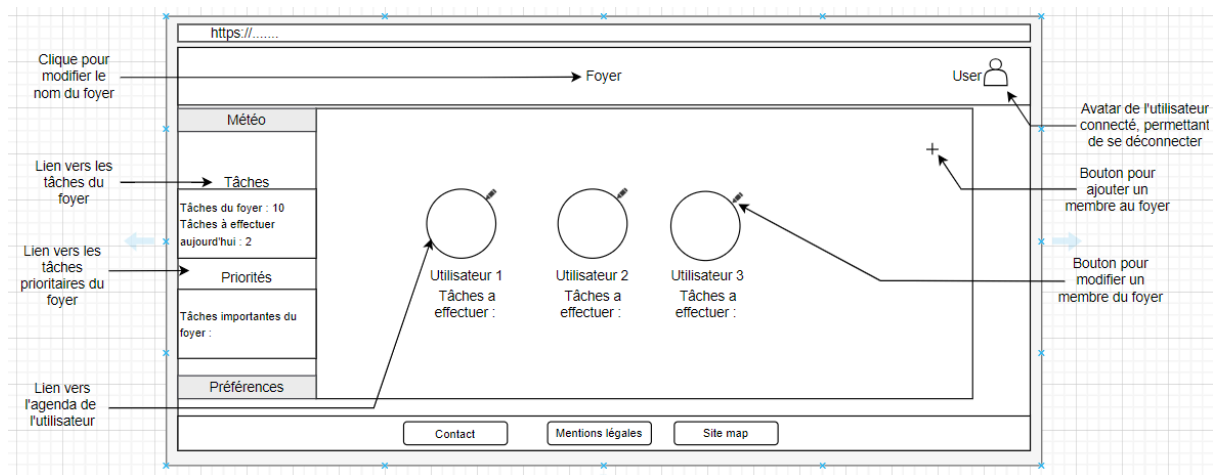 https://.......
Clique pour
modifier le
nom du foyer
Foyer
User
Avatar de l'utilisateur
connecté, permettant
de se déconnecter
Météo
Lien vers les
tâches du
foyer
Tâches
Bouton pour
ajouter un
membre au foyer
Tâches du foyer : 10
Tâches à effectuer
aujourd'hui : 2
Lien vers les
tâches
prioritaires du
foyer
Priorités
Utilisateur 1
Tâches a
effectuer :
Utilisateur 2
Tâches a
effectuer :
Utilisateur 3
Tâches a
effectuer :
Bouton pour
modifier un
membre du foyer
Tâches importantes du
foyer :
Préférences
Lien vers
l'agenda de
l'utilisateur
Contact
Mentions légales
Site map